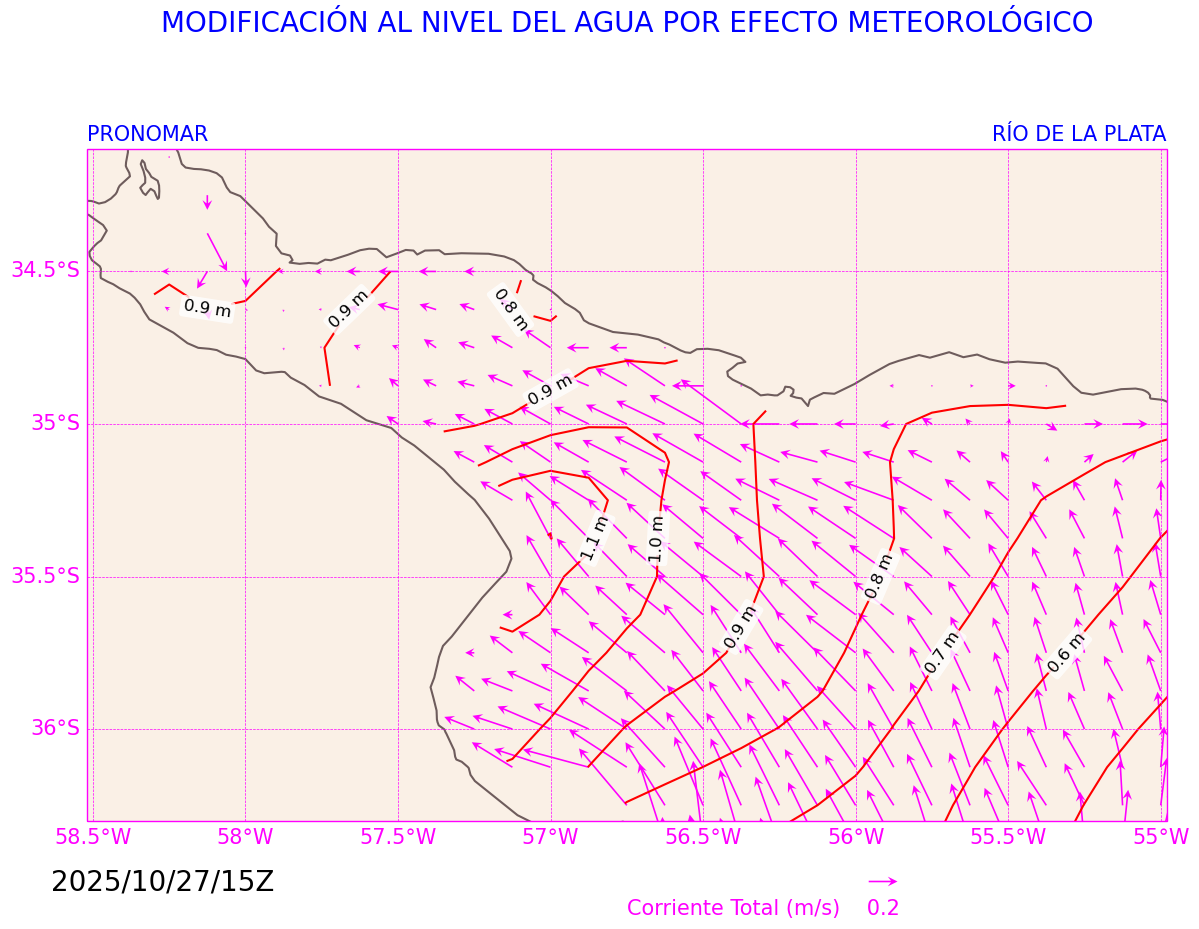 MODIFICACIÓN AL NIVEL DEL AGUA POR EFECTO METEOROLÓGICO
PRONOMAR RÍO DE LA PLATA
34.5°S
0.9 m
0.9 m
0.8 m
0.9 m
35°S
1.1 m
1.0 m
35.5°S
0.8 m
0.9 m
0.7 m
0.6 m
36°S
58.5°W 58°W 57.5°W 57°W 56.5°W 56°W 55.5°W 55°W
2025/10/27/15Z
Corriente Total (m/s) 0.2